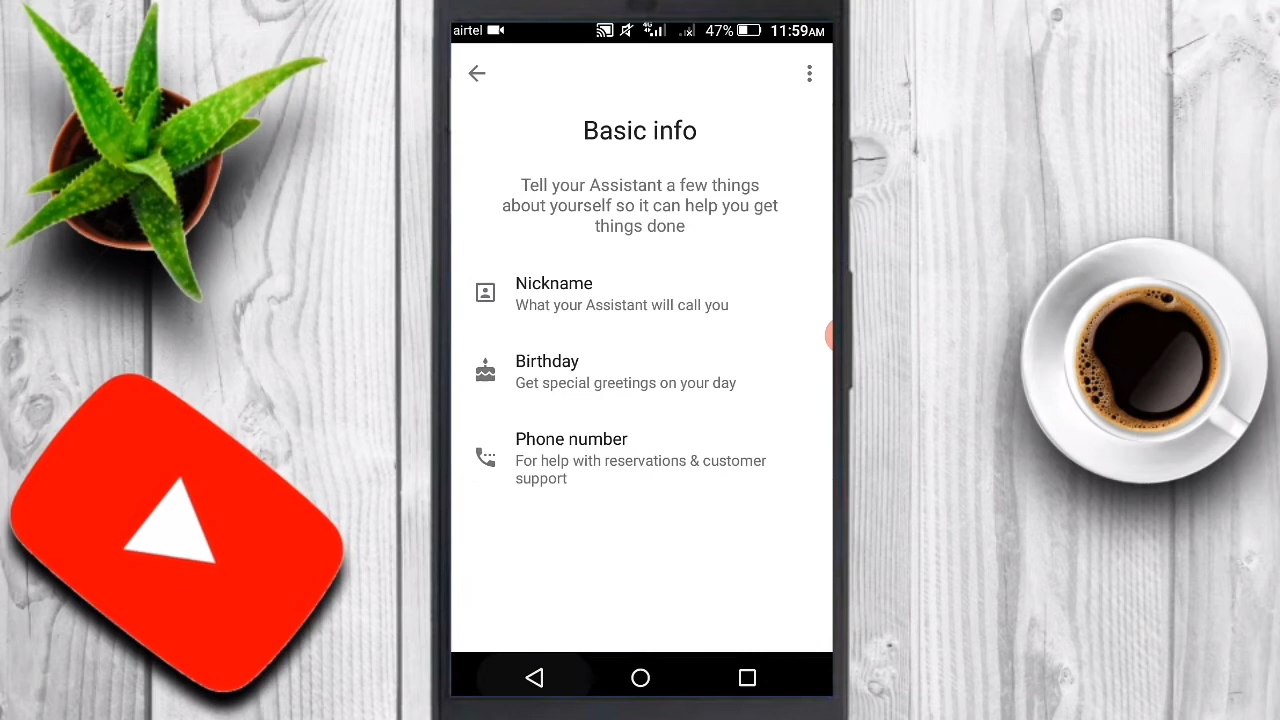 airtel 4G 47% 11:59AM
Basic info
Tell your Assistant a few things
about yourself so it can help you get
things done
Nickname
What your Assistant will call you
Birthday
Get special greetings on your day
Phone number
For help with reservations & customer
support